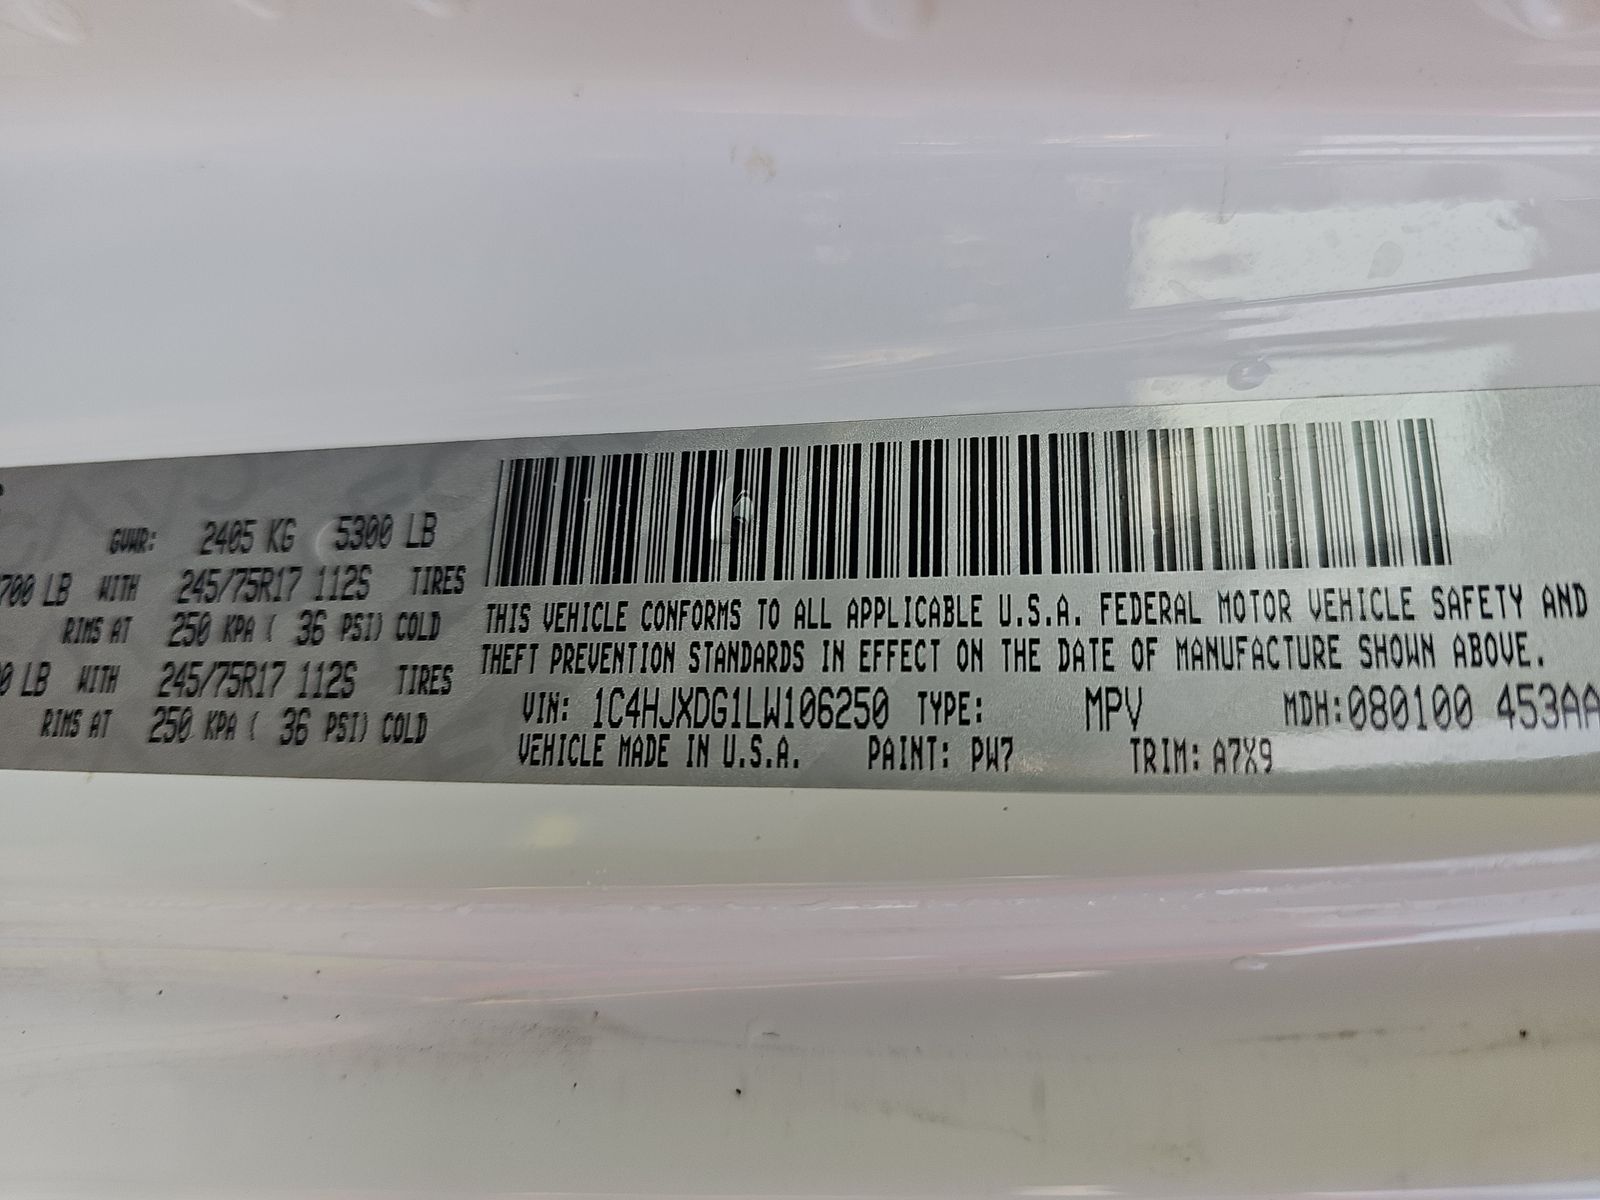 GVWR: 2405 KG 5300 LB
700 LB WITH 245/75R17 112S TIRES
RIMS AT 250 KPA ( 36 PSI) COLD
0 LB WITH 245/75R17 112S TIRES
RIMS AT 250 KPA ( 36 PSI) COLD
THIS VEHICLE CONFORMS TO ALL APPLICABLE U.S.A. FEDERAL MOTOR VEHICLE SAFETY AND
THEFT PREVENTION STANDARDS IN EFFECT ON THE DATE OF MANUFACTURE SHOWN ABOVE.
VIN: 1C4HJXDG1LW106250 TYPE: MPV MDH:080100 453AA
VEHICLE MADE IN U.S.A. PAINT: PW7 TRIM: A7X9